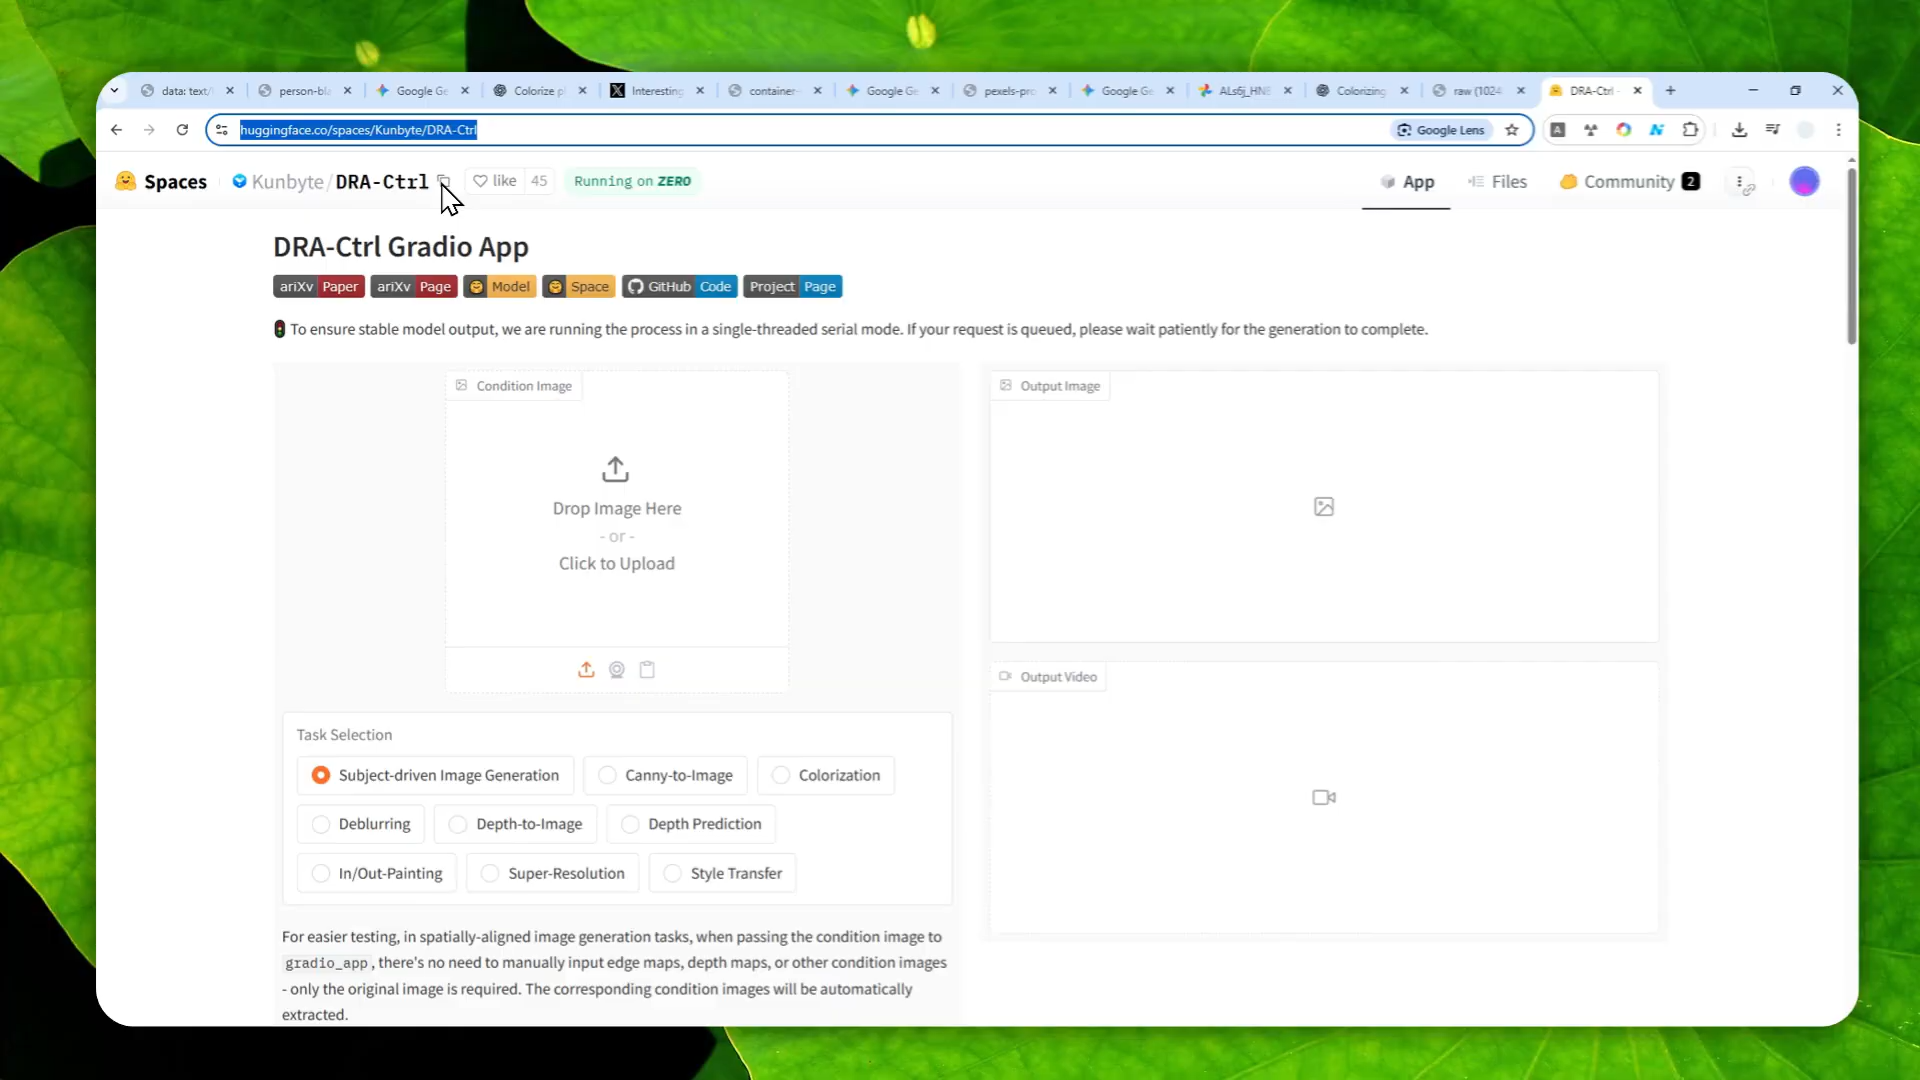 data: text/
person-bla
Google Ge
Colorize p
Interesting
container-
Google Ge
pexels-pro
Google Ge
ALs6j_HN
Colorizing
raw (1024
DRA-Ctrl -
huggingface.co/spaces/Kunbyte/DRA-Ctrl
Google Lens
Spaces
Kunbyte/DRA-Ctrl
like 45
Running on ZERO
App
Files
Community 2
DRA-Ctrl Gradio App
ariXv Paper
ariXv Page
Model
Space
GitHub Code
Project Page
To ensure stable model output, we are running the process in a single-threaded serial mode. If your request is queued, please wait patiently for the generation to complete.
Condition Image
Drop Image Here
- or -
Click to Upload
Output Image
Output Video
Task Selection
Subject-driven Image Generation
Canny-to-Image
Colorization
Deblurring
Depth-to-Image
Depth Prediction
In/Out-Painting
Super-Resolution
Style Transfer
For easier testing, in spatially-aligned image generation tasks, when passing the condition image to
gradio_app, there's no need to manually input edge maps, depth maps, or other condition images
- only the original image is required. The corresponding condition images will be automatically
extracted.